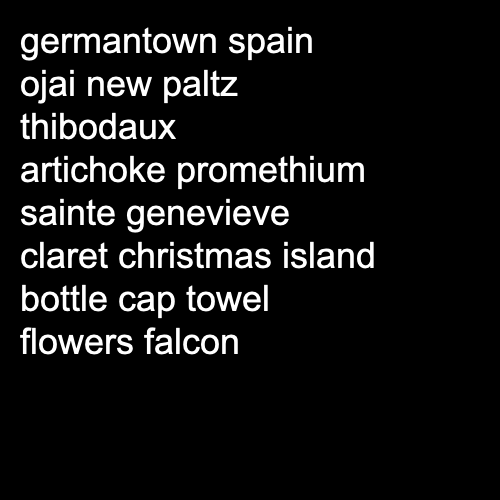 germantown spain
ojai new paltz
thibodaux
artichoke promethium
sainte genevieve
claret christmas island
bottle cap towel
flowers falcon